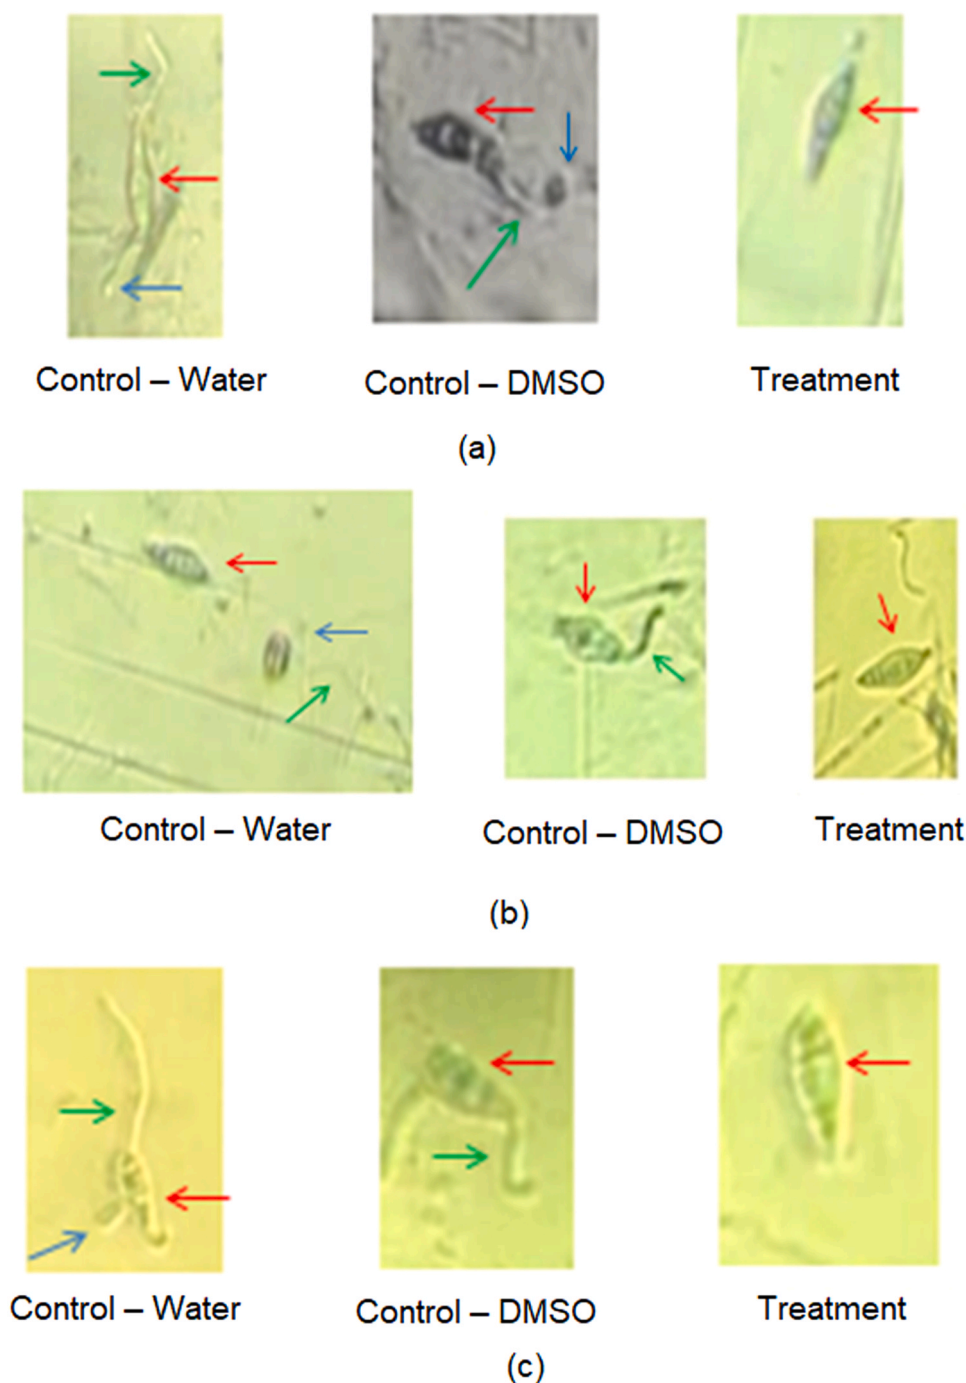 Control – Water
Control – DMSO
Treatment
(a)
Control – Water
Control – DMSO
Treatment
(b)
Control – Water
Control – DMSO
Treatment
(c)